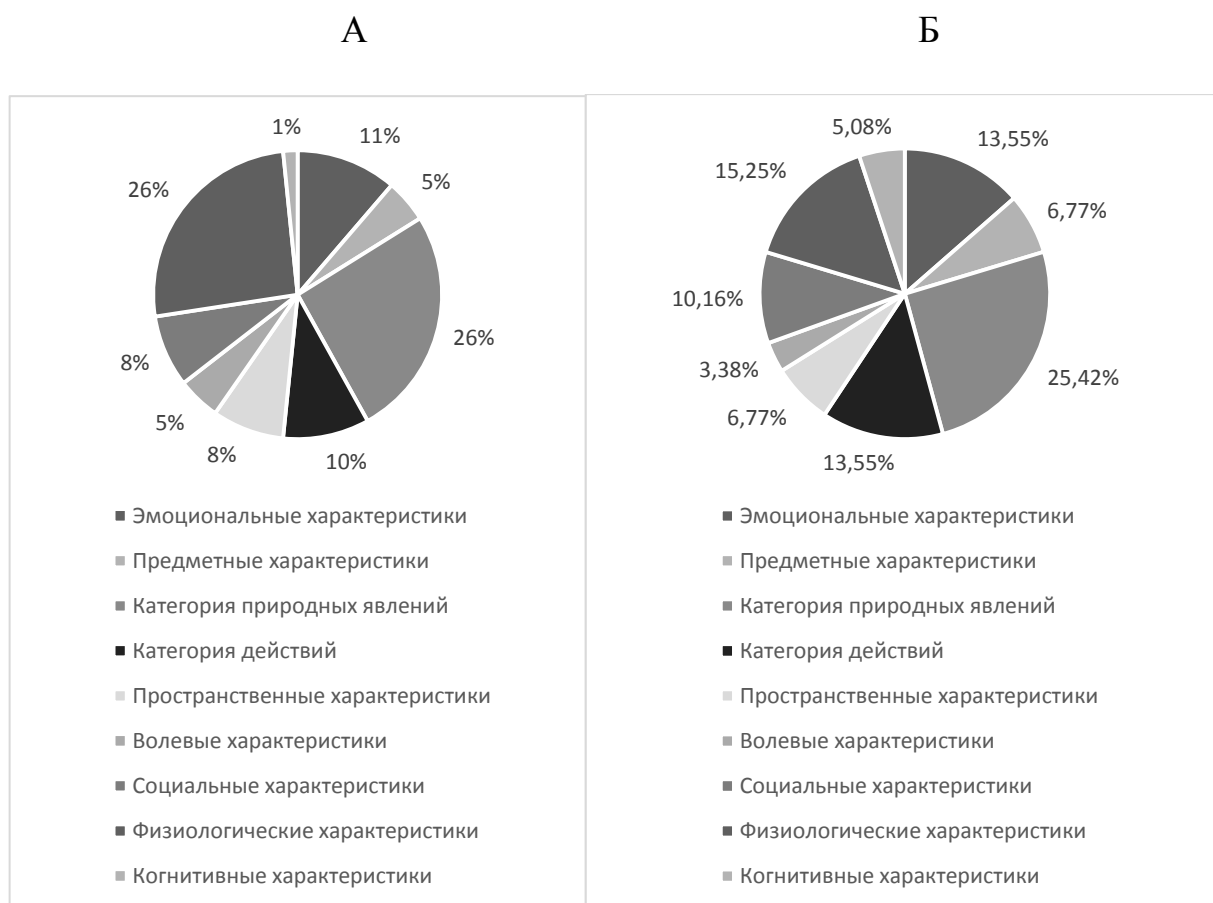 А
1%
11%
5%
26%
10%
8%
5%
8%
26%
Эмоциональные характеристики
Предметные характеристики
Категория природных явлений
Категория действий
Пространственные характеристики
Волевые характеристики
Социальные характеристики
Физиологические характеристики
Когнитивные характеристики
Б
5,08%
13,55%
6,77%
25,42%
13,55%
6,77%
3,38%
10,16%
15,25%
Эмоциональные характеристики
Предметные характеристики
Категория природных явлений
Категория действий
Пространственные характеристики
Волевые характеристики
Социальные характеристики
Физиологические характеристики
Когнитивные характеристики